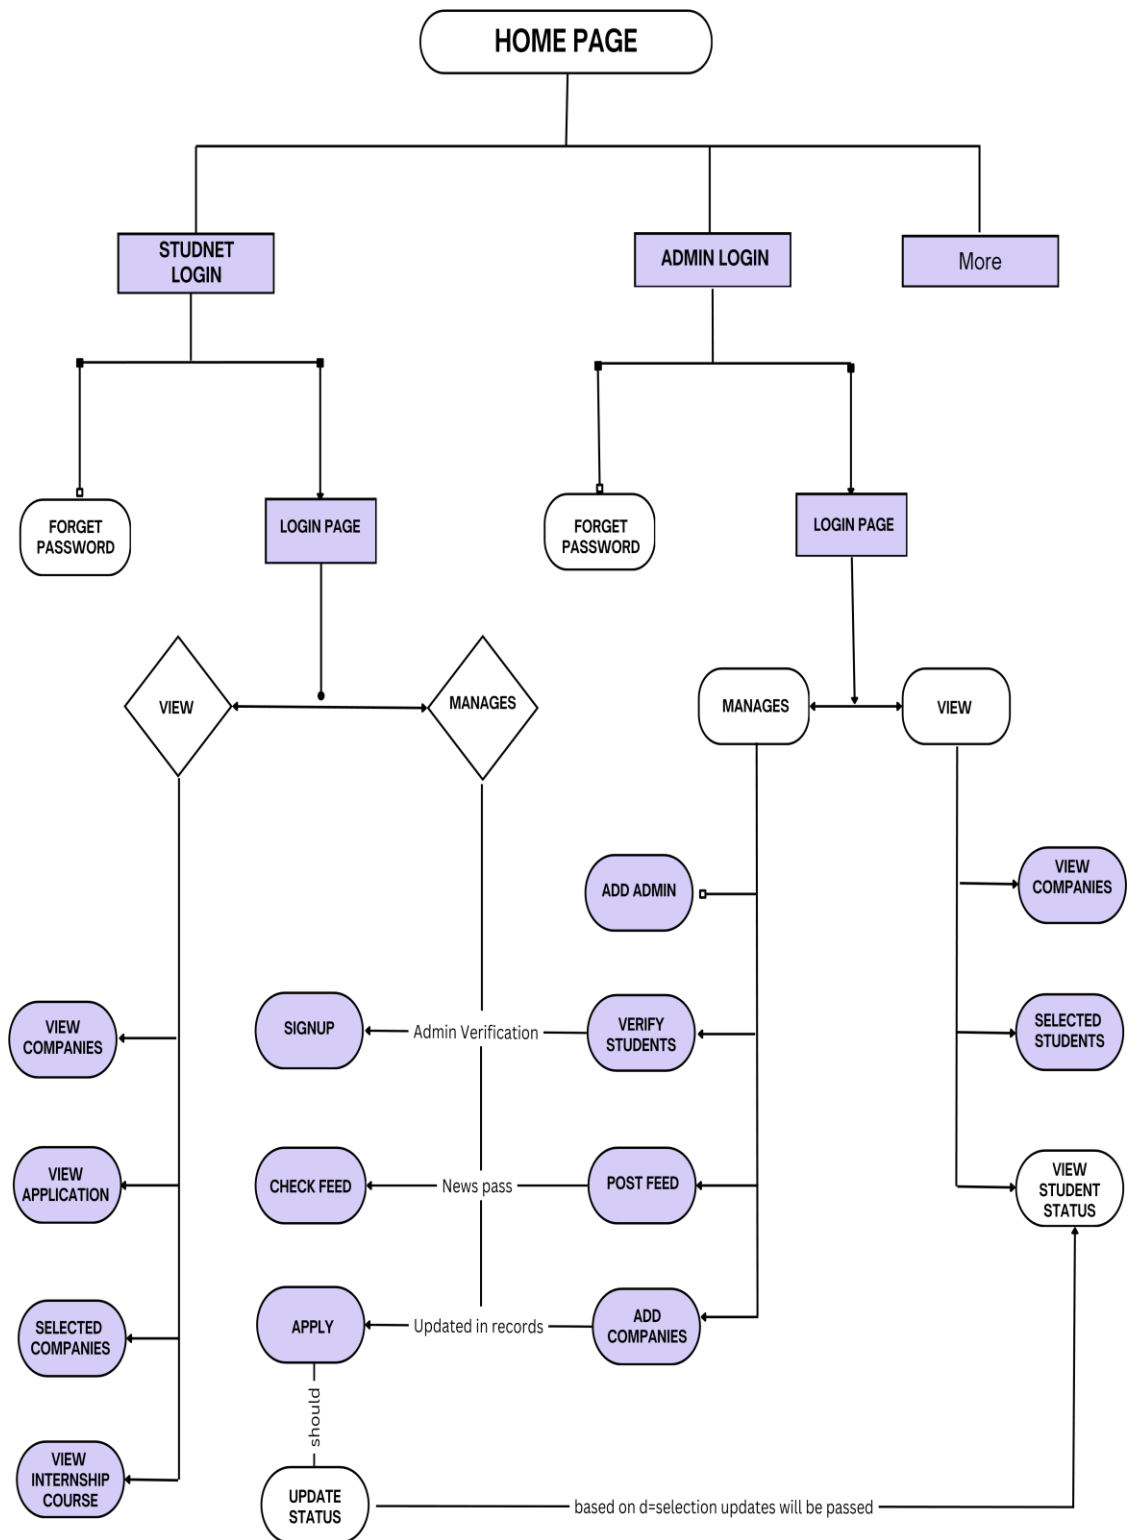 HOME PAGE
STUDNET
LOGIN
ADMIN LOGIN
More
FORGET
PASSWORD
LOGIN PAGE
FORGET
PASSWORD
LOGIN PAGE
VIEW
MANAGES
MANAGES
VIEW
ADD ADMIN
VIEW
COMPANIES
VIEW
COMPANIES
SIGNUP
Admin Verification
VERIFY
STUDENTS
SELECTED
STUDENTS
VIEW
APPLICATION
CHECK FEED
News pass
POST FEED
VIEW
STUDENT
STATUS
SELECTED
COMPANIES
APPLY
Updated in records
ADD
COMPANIES
should
VIEW
INTERNSHIP
COURSE
UPDATE
STATUS
based on d=selection updates will be passed